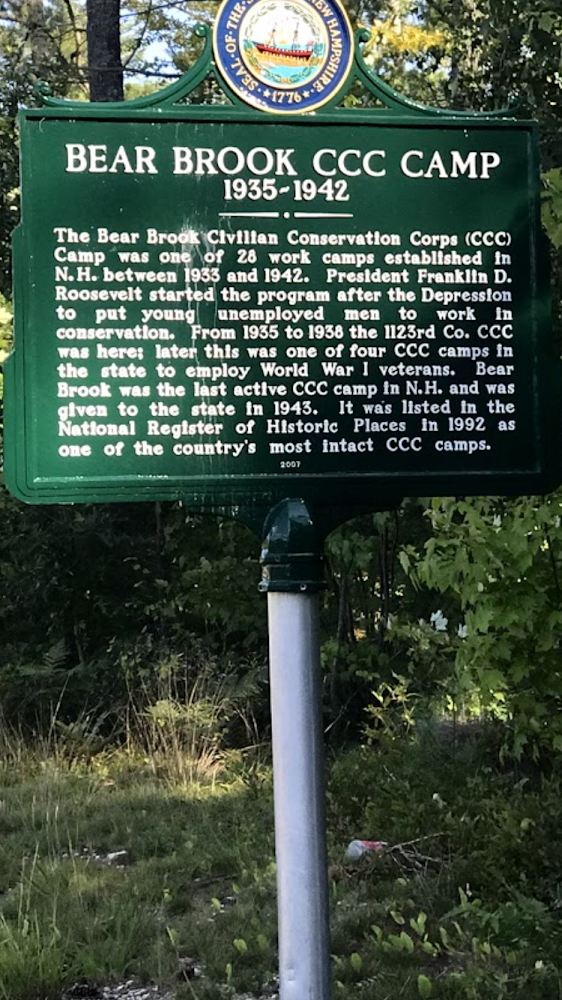 SEAL · OF · THE · NEW HAMPSHIRE
★ 1776 ★
BEAR BROOK CCC CAMP
1935-1942
The Bear Brook Civilian Conservation Corps (CCC)
Camp was one of 28 work camps established in
N.H. between 1933 and 1942. President Franklin D.
Roosevelt started the program after the Depression
to put young unemployed men to work in
conservation. From 1935 to 1938 the 1123rd Co. CCC
was here; later this was one of four CCC camps in
the state to employ World War I veterans. Bear
Brook was the last active CCC camp in N.H. and was
given to the state in 1943. It was listed in the
National Register of Historic Places in 1992 as
one of the country's most intact CCC camps.
2007